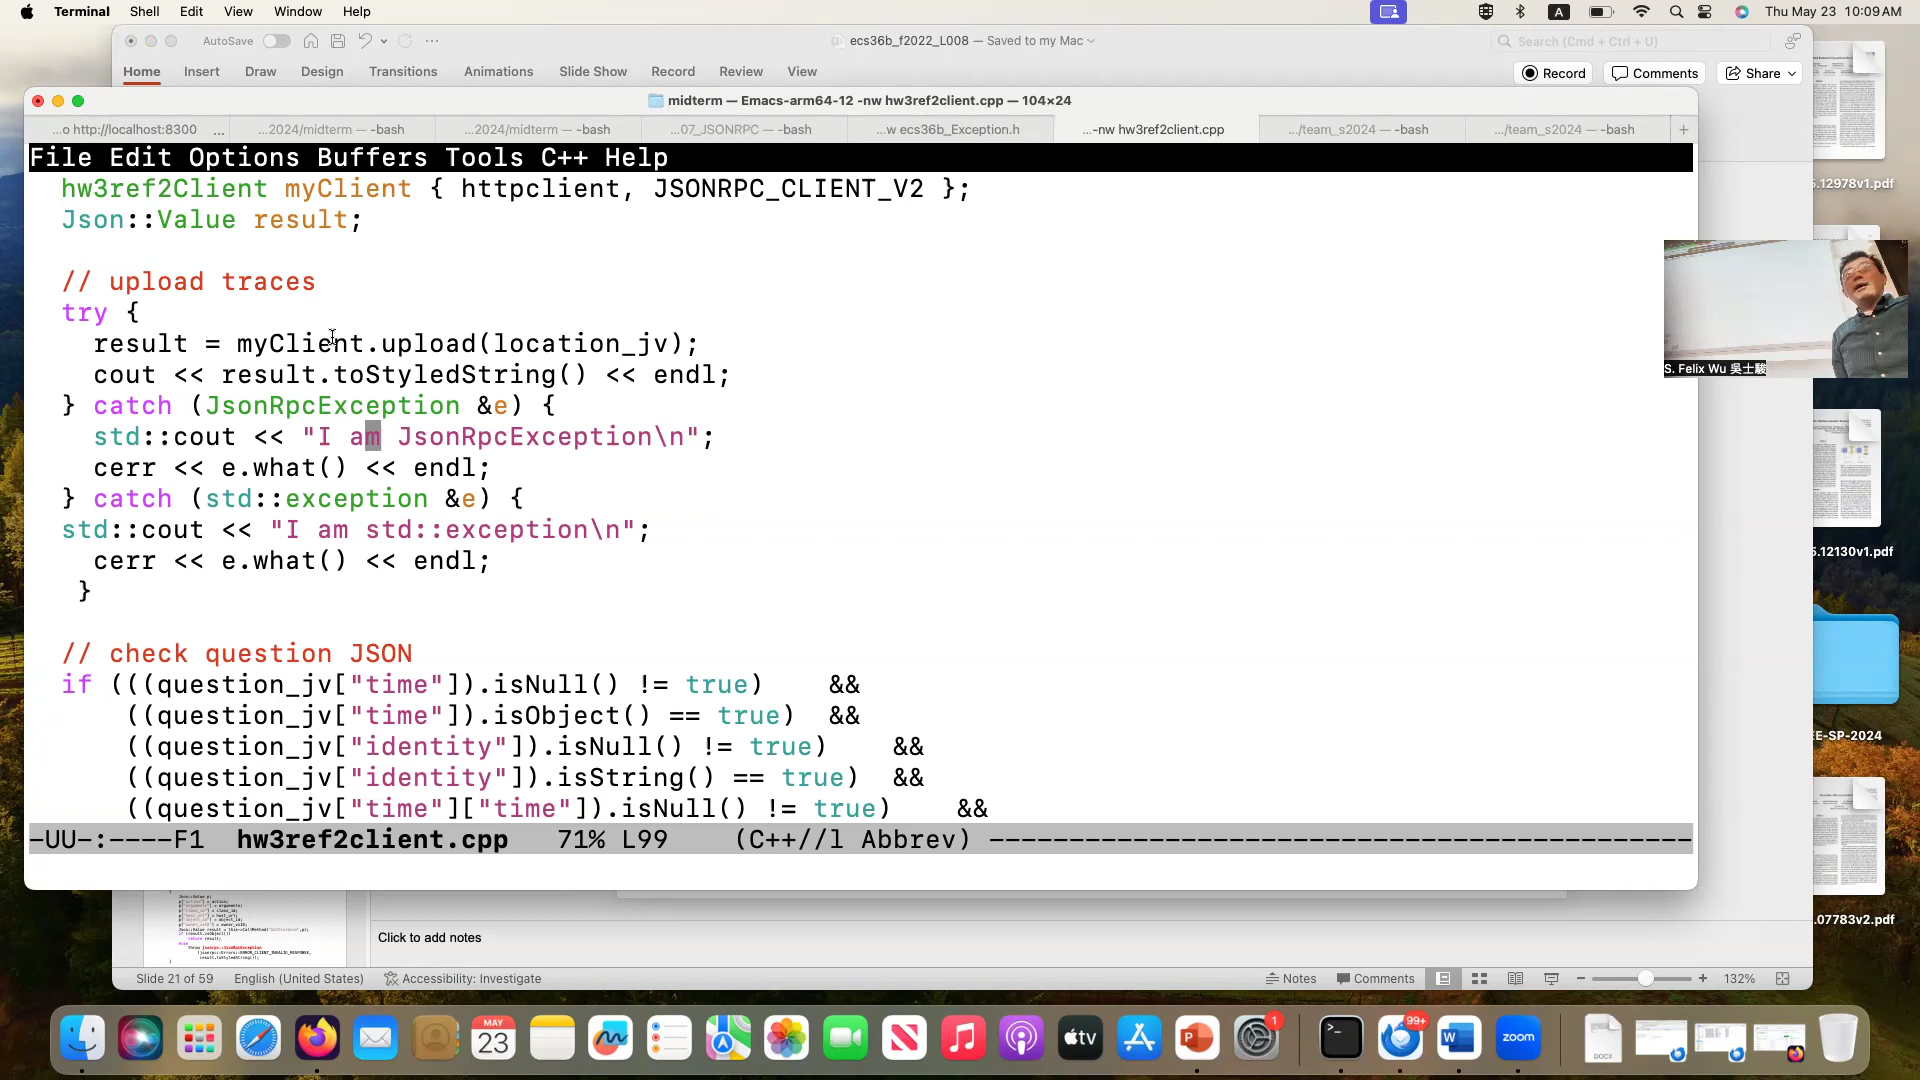 Terminal Shell Edit View Window Help
A Thu May 23 10:09 AM
AutoSave ecs36b_f2022_L008 — Saved to my Mac Search (Cmd + Ctrl + U)
Home Insert Draw Design Transitions Animations Slide Show Record Review View Record Comments Share
midterm — Emacs-arm64-12 -nw hw3ref2client.cpp — 104×24
...o http://localhost:8300 ... ...2024/midterm — -bash ...2024/midterm — -bash ...07_JSONRPC — -bash ...w ecs36b_Exception.h ...-nw hw3ref2client.cpp .../team_s2024 — -bash .../team_s2024 — -bash +
File Edit Options Buffers Tools C++ Help
hw3ref2Client myClient { httpclient, JSONRPC_CLIENT_V2 };
Json::Value result;
// upload traces
try {
result = myClient.upload(location_jv);
cout << result.toStyledString() << endl;
} catch (JsonRpcException &e) {
std::cout << "I am JsonRpcException\n";
cerr << e.what() << endl;
} catch (std::exception &e) {
std::cout << "I am std::exception\n";
cerr << e.what() << endl;
}
// check question JSON
if (((question_jv["time"]).isNull() != true) &&
((question_jv["time"]).isObject() == true) &&
((question_jv["identity"]).isNull() != true) &&
((question_jv["identity"]).isString() == true) &&
((question_jv["time"]["time"]).isNull() != true) &&
-UU-:----F1 hw3ref2client.cpp 71% L99 (C++//l Abbrev) --------------------------------------------
S. Felix Wu 吳士駿
5.12978v1.pdf
5.12130v1.pdf
EE-SP-2024
.07783v2.pdf
Click to add notes
Slide 21 of 59 English (United States) Accessibility: Investigate Notes Comments 132%
MAY
23
tv
1
99+
zoom
DOCX